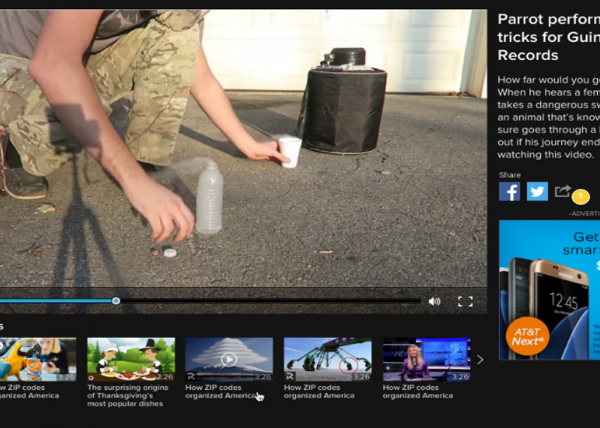 Parrot perform
tricks for Guin
Records
How far would you go
When he hears a fem
takes a dangerous sw
an animal that's know
sure goes through a
out if his journey end
watching this video.
Share
1
-ADVERTI
Get
smar
$
12:45
AT&T
Next®
s
3:26
3:26
3:26
3:26
3:26
How ZIP codes
organized America
The surprising origins
of Thanksgiving's
most popular dishes
How ZIP codes
organized America
How ZIP codes
organized America
How ZIP codes
organized America